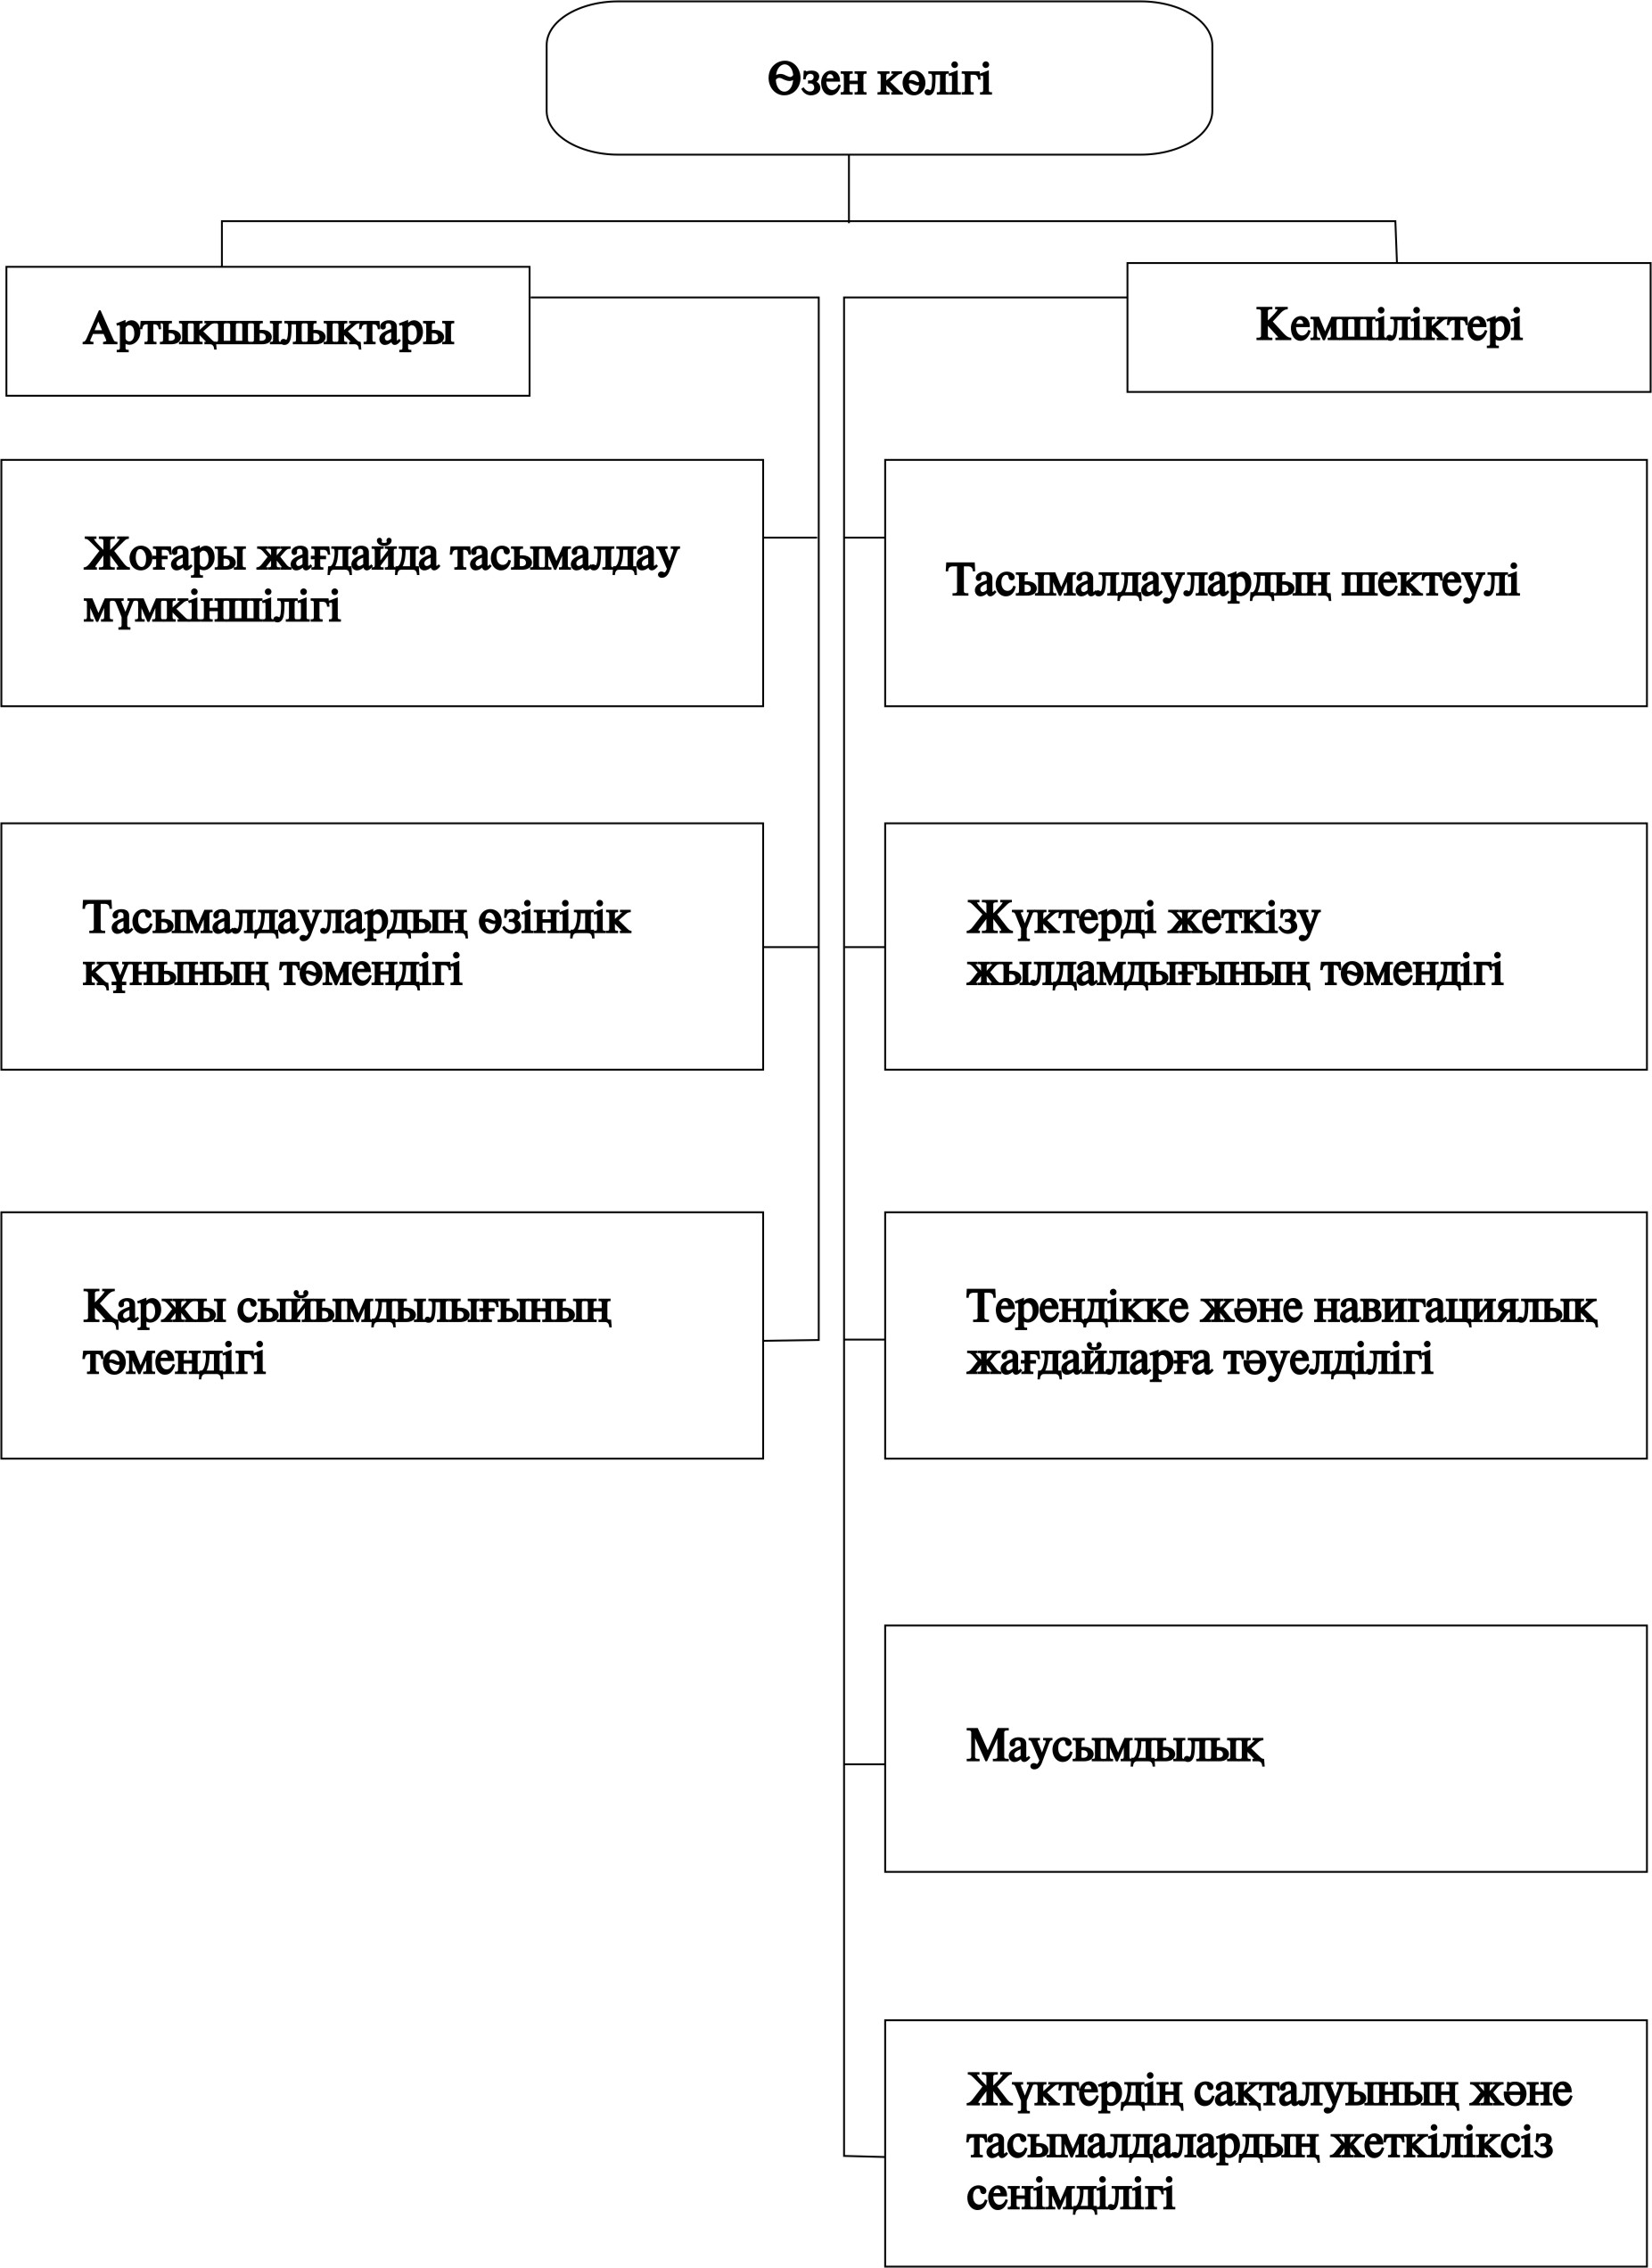 Өзен көлігі
Артықшылықтары
Кемшіліктері
Жоғары жағдайда тасымалдау
мүмкіншілігі
Тасымалдаулардың шектеулі
Тасымалдаулардың өзіндік
құнының төмендігі
Жүктерді жеткізу
жылдамдығының төмендігі
Қаржы сыйымдылығының
төмендігі
Терендікке және навигациялық
жағдайларға тәуелділігі
Маусымдылық
Жүктердің сақталуының және
тасымалдалардың жеткіліксіз
сенімділігі